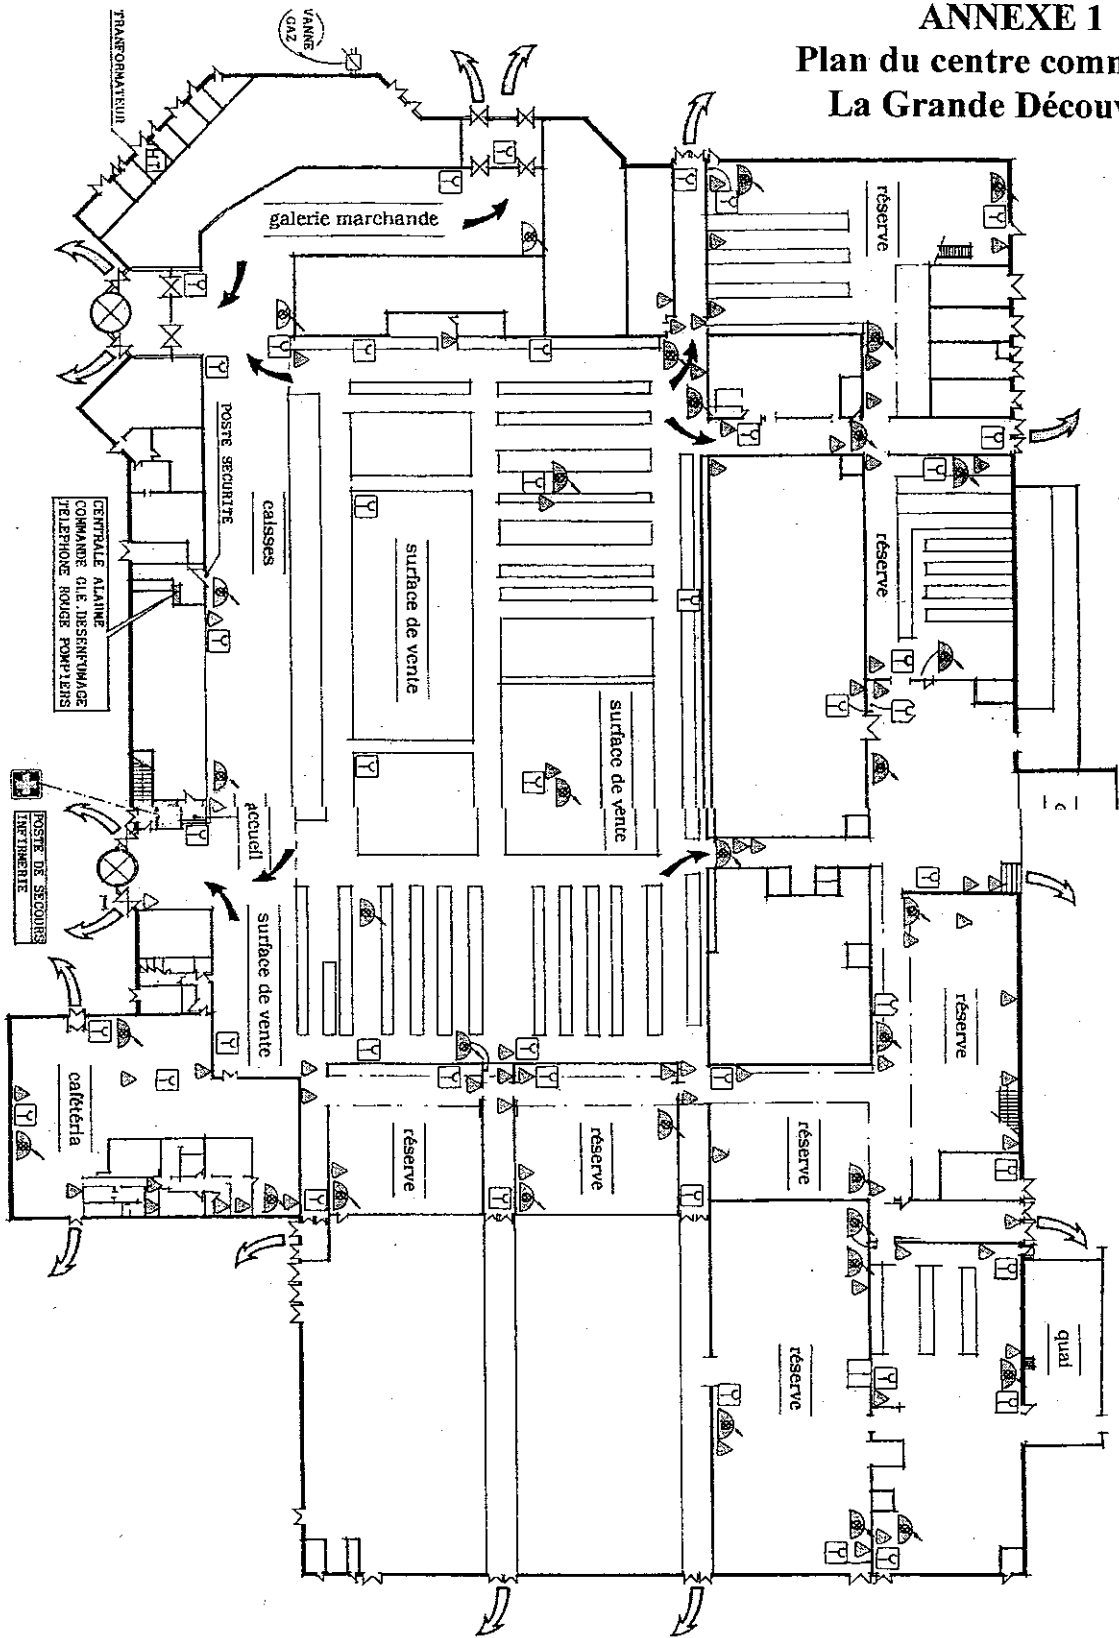 ANNEXE 1
Plan du centre comm
La Grande Découv
VANNE
GAZ
TRANFORMATEUR
galerie marchande
réserve
réserve
POSTE SECURITE
caisses
surface de vente
surface de vente
CENTRALE ALARME
COMMANDE GLE.DESENFUMAGE
TELEPHONE ROUGE POMPIERS
accueil
POSTE DE SECOURS
INFIRMERIE
surface de vente
réserve
cafétéria
réserve
réserve
réserve
quai
réserve